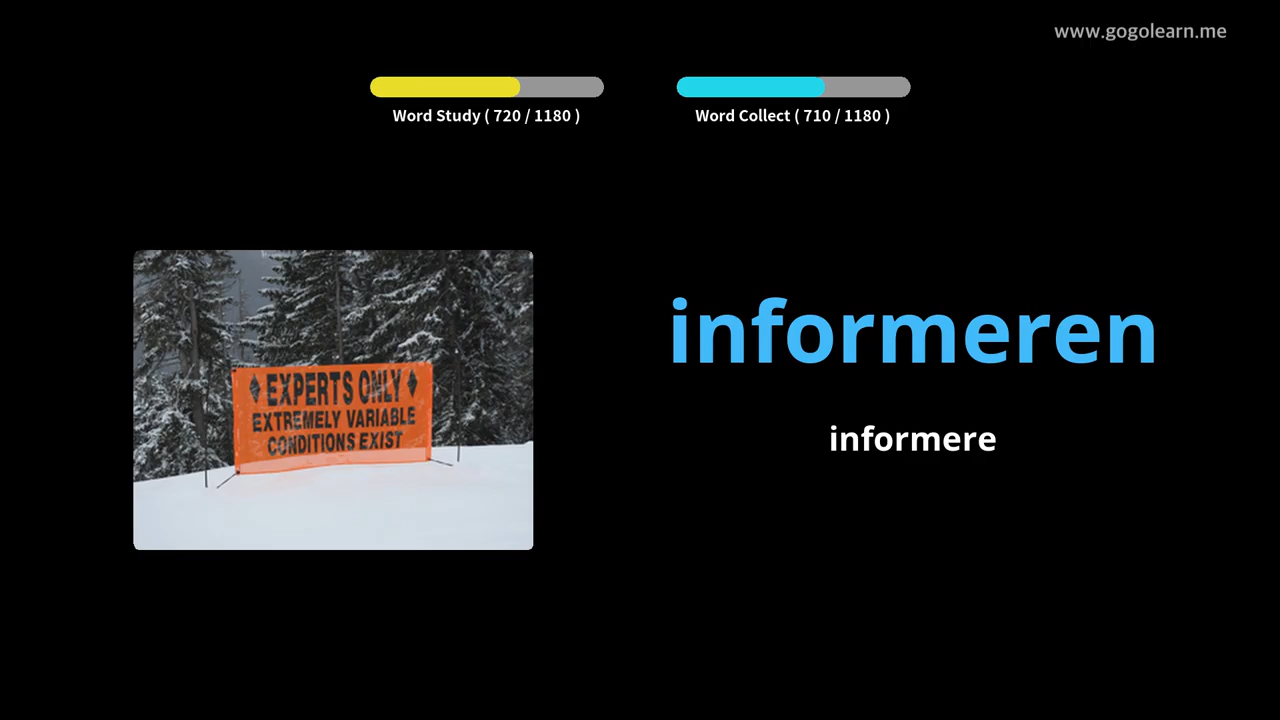 www.gogolearn.me
Word Study ( 720 / 1180 )
Word Collect ( 710 / 1180 )
EXPERTS ONLY
EXTREMELY VARIABLE
CONDITIONS EXIST
informeren
informere